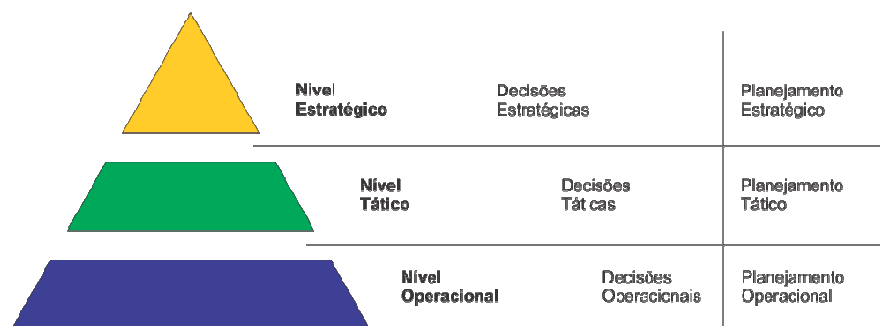 Nível
Estratégico
Decisões
Estratégicas
Planejamento
Estratégico
Nível
Tático
Decisões
Tát cas
Planejamento
Tático
Nível
Operacional
Decisões
Operacionais
Planejamento
Operacional